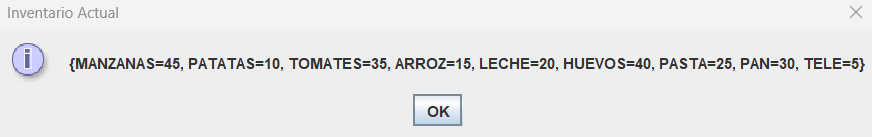 Inventario Actual
{MANZANAS=45, PATATAS=10, TOMATES=35, ARROZ=15, LECHE=20, HUEVOS=40, PASTA=25, PAN=30, TELE=5}
OK